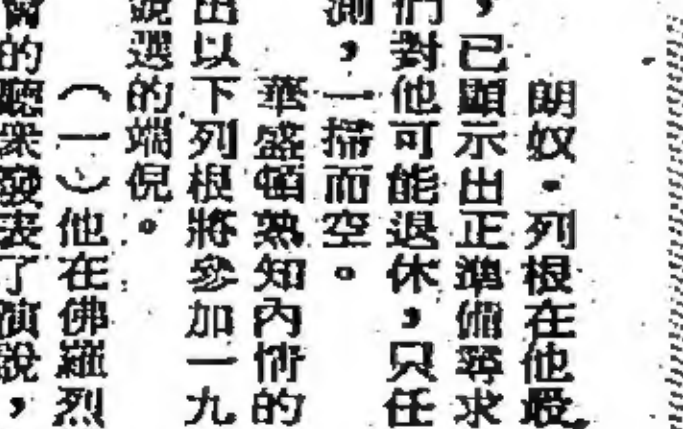 朗奴·列根在他最
，已顯示出正準備尋求
們對他可能退休，只任
測，一掃而空。
華盛頓熟知內情的
出以下列根將參加一九
競選的端倪。
（一）他在佛羅烈
會的聽衆發表了演說，